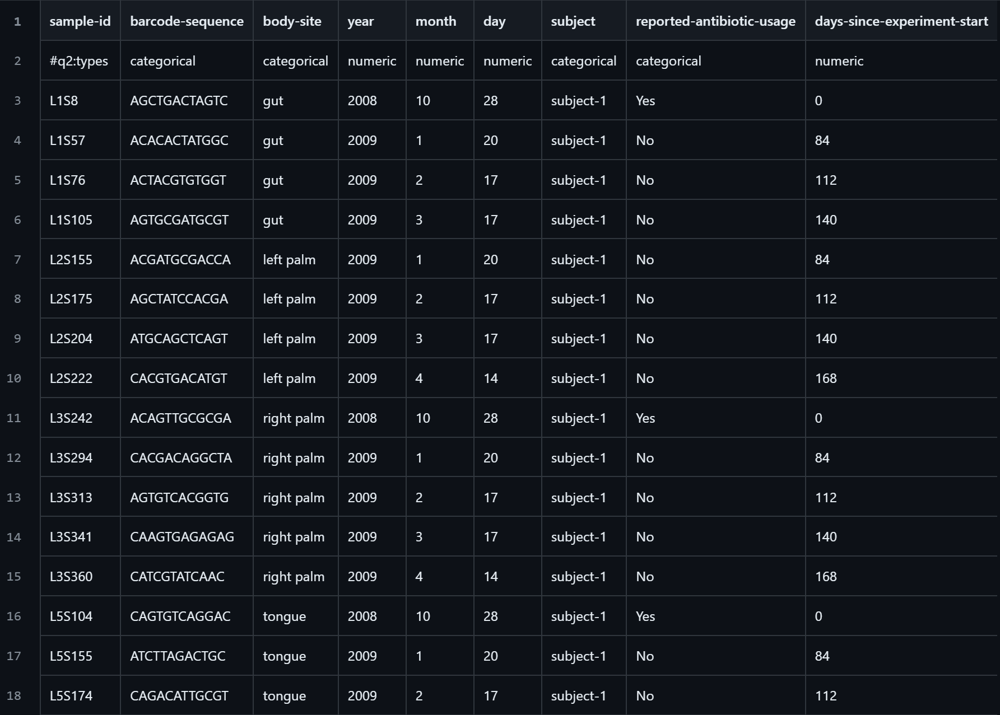 1 sample-id barcode-sequence body-site year month day subject reported-antibiotic-usage days-since-experiment-start
2 #q2:types categorical categorical numeric numeric numeric categorical categorical numeric
3 L1S8 AGCTGACTAGTC gut 2008 10 28 subject-1 Yes 0
4 L1S57 ACACACTATGGC gut 2009 1 20 subject-1 No 84
5 L1S76 ACTACGTGTGGT gut 2009 2 17 subject-1 No 112
6 L1S105 AGTGCGATGCGT gut 2009 3 17 subject-1 No 140
7 L2S155 ACGATGCGACCA left palm 2009 1 20 subject-1 No 84
8 L2S175 AGCTATCCACGA left palm 2009 2 17 subject-1 No 112
9 L2S204 ATGCAGCTCAGT left palm 2009 3 17 subject-1 No 140
10 L2S222 CACGTGACATGT left palm 2009 4 14 subject-1 No 168
11 L3S242 ACAGTTGCGCGA right palm 2008 10 28 subject-1 Yes 0
12 L3S294 CACGACAGGCTA right palm 2009 1 20 subject-1 No 84
13 L3S313 AGTGTCACGGTG right palm 2009 2 17 subject-1 No 112
14 L3S341 CAAGTGAGAGAG right palm 2009 3 17 subject-1 No 140
15 L3S360 CATCGTATCAAC right palm 2009 4 14 subject-1 No 168
16 L5S104 CAGTGTCAGGAC tongue 2008 10 28 subject-1 Yes 0
17 L5S155 ATCTTAGACTGC tongue 2009 1 20 subject-1 No 84
18 L5S174 CAGACATTGCGT tongue 2009 2 17 subject-1 No 112